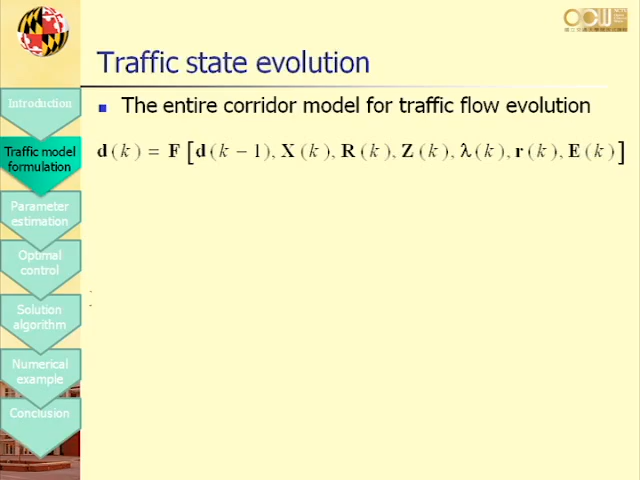 Traffic state evolution
Introduction
Traffic model
formulation
Parameter
estimation
Optimal
control
Solution
algorithm
Numerical
example
Conclusion
The entire corridor model for traffic flow evolution
d(k) = F [d(k − 1), X(k), R(k), Z(k), λ(k), r(k), E(k)]